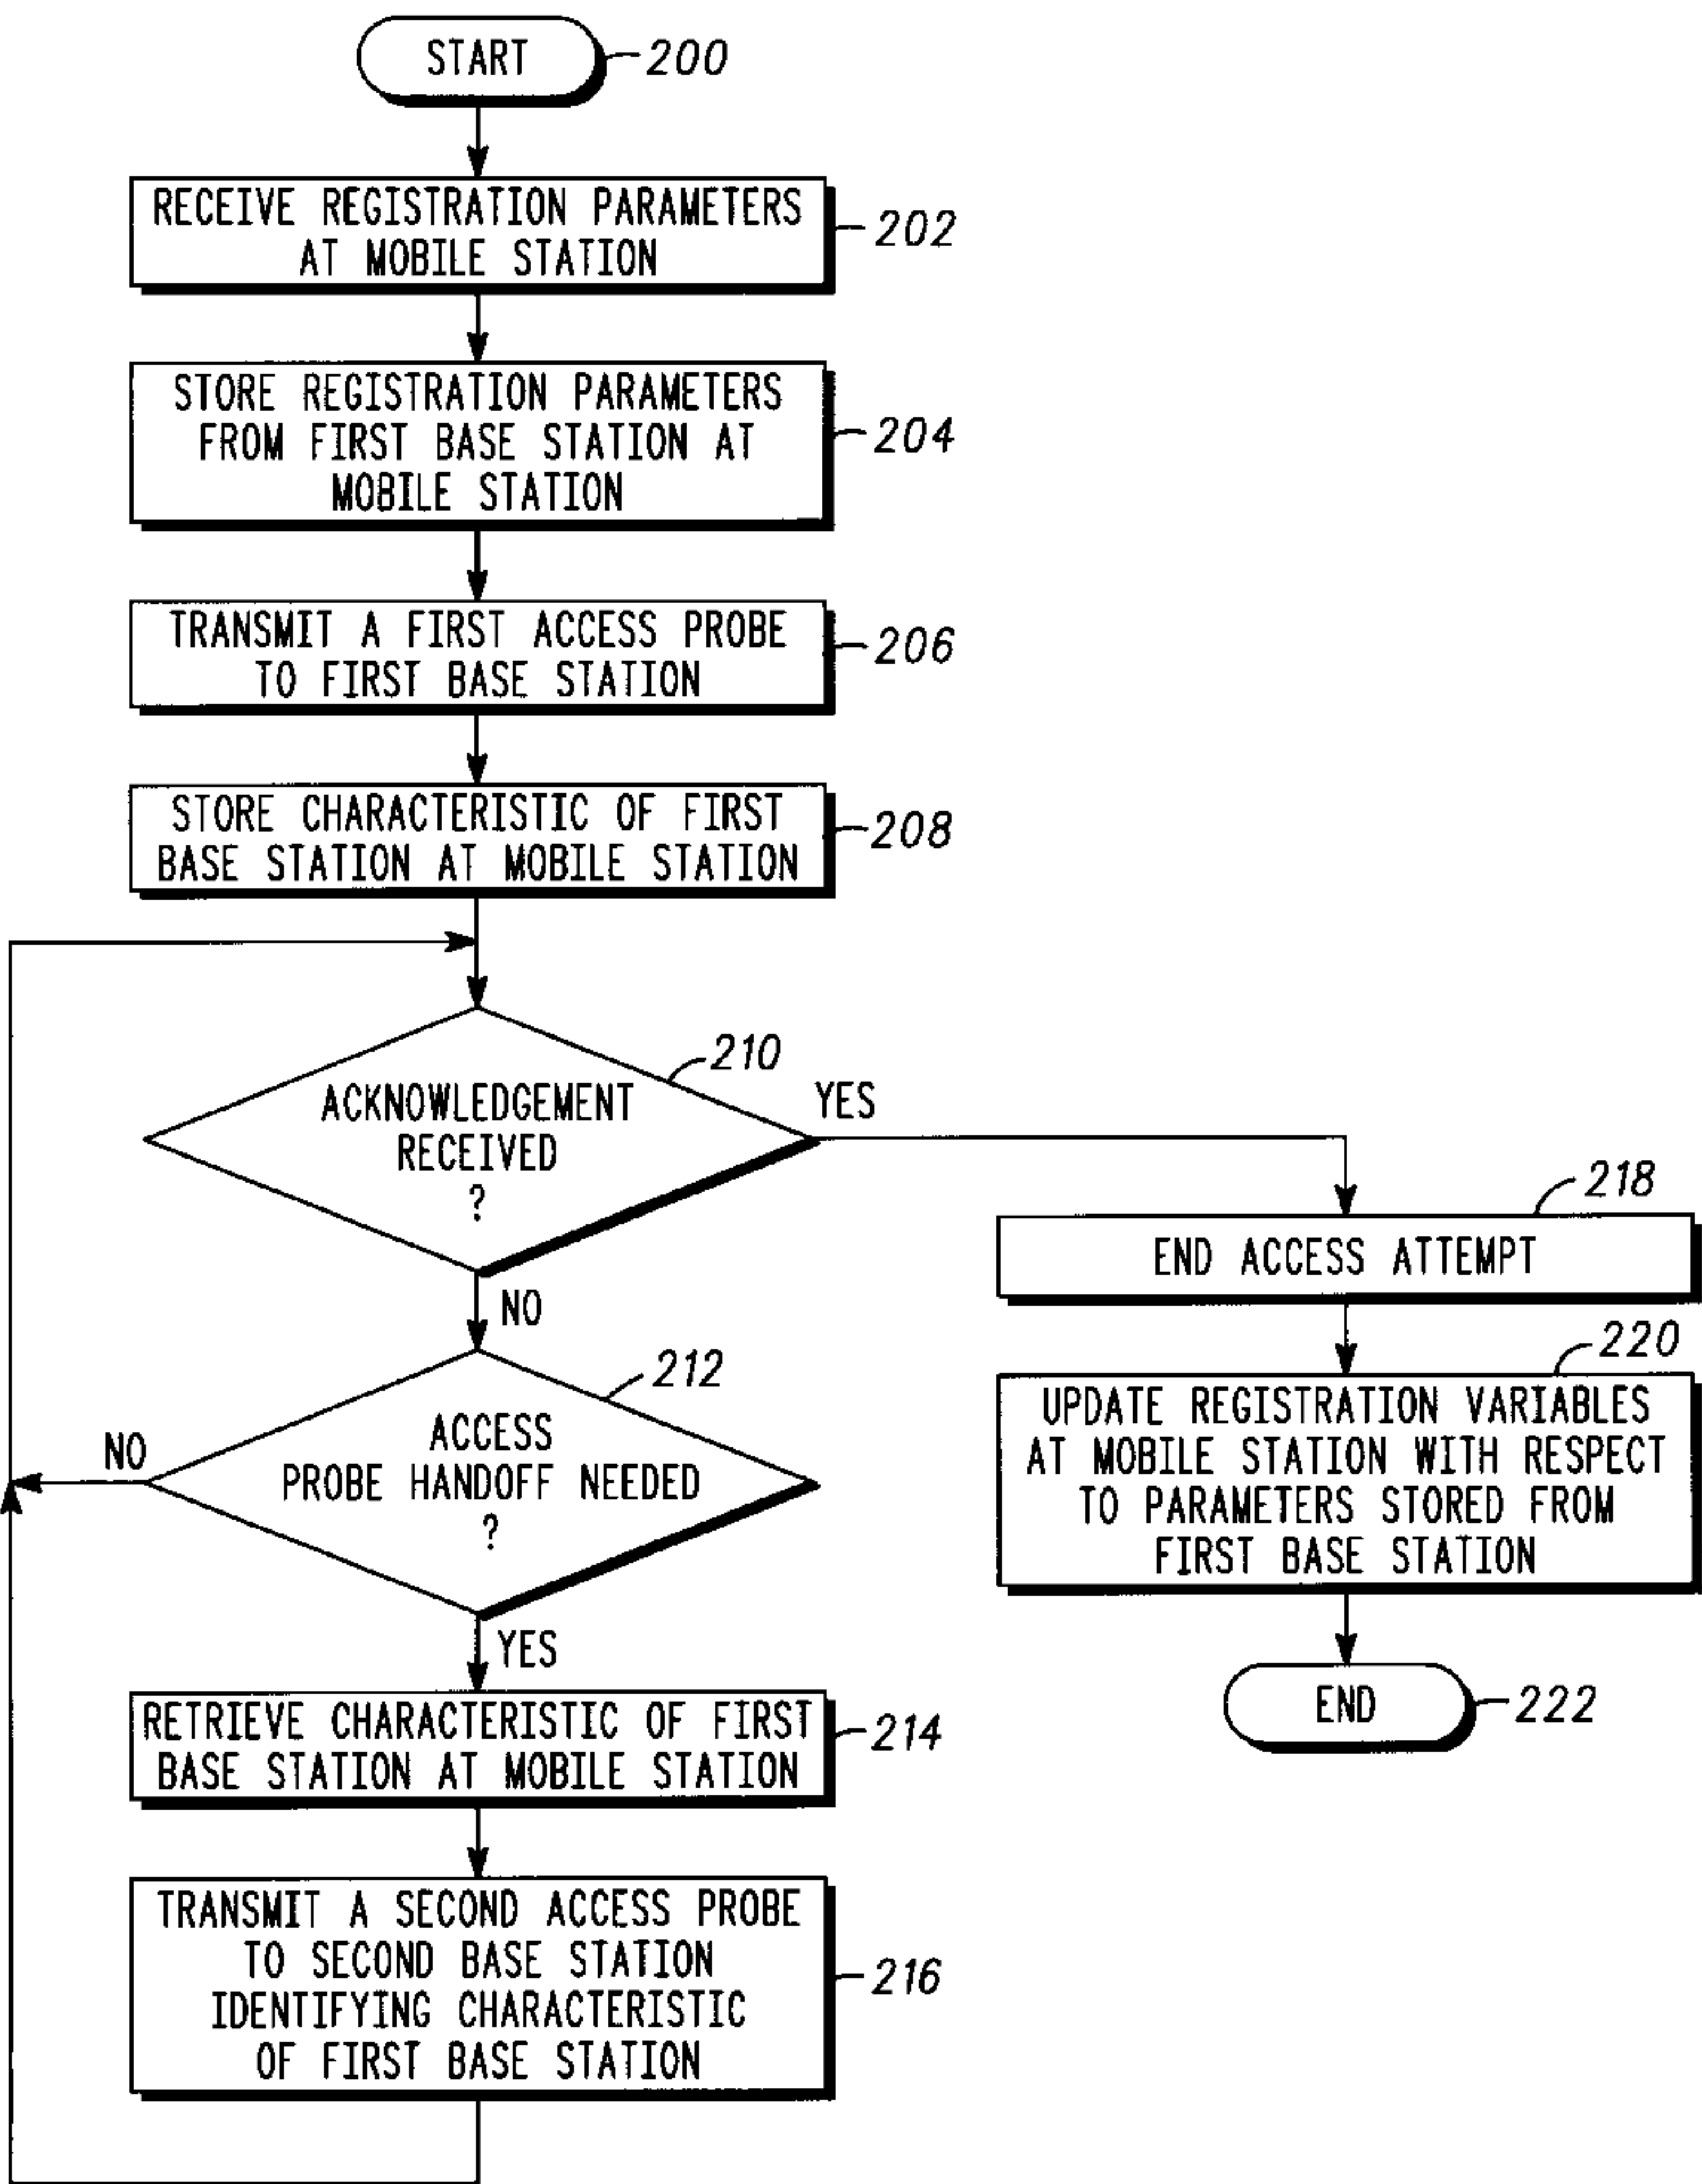 START
200
RECEIVE REGISTRATION PARAMETERS
AT MOBILE STATION
202
STORE REGISTRATION PARAMETERS
FROM FIRST BASE STATION AT
MOBILE STATION
204
TRANSMIT A FIRST ACCESS PROBE
TO FIRST BASE STATION
206
STORE CHARACTERISTIC OF FIRST
BASE STATION AT MOBILE STATION
208
ACKNOWLEDGEMENT
RECEIVED
?
210
YES
NO
ACCESS
PROBE HANDOFF NEEDED
?
212
NO
YES
RETRIEVE CHARACTERISTIC OF FIRST
BASE STATION AT MOBILE STATION
214
TRANSMIT A SECOND ACCESS PROBE
TO SECOND BASE STATION
IDENTIFYING CHARACTERISTIC
OF FIRST BASE STATION
216
END ACCESS ATTEMPT
218
UPDATE REGISTRATION VARIABLES
AT MOBILE STATION WITH RESPECT
TO PARAMETERS STORED FROM
FIRST BASE STATION
220
END
222